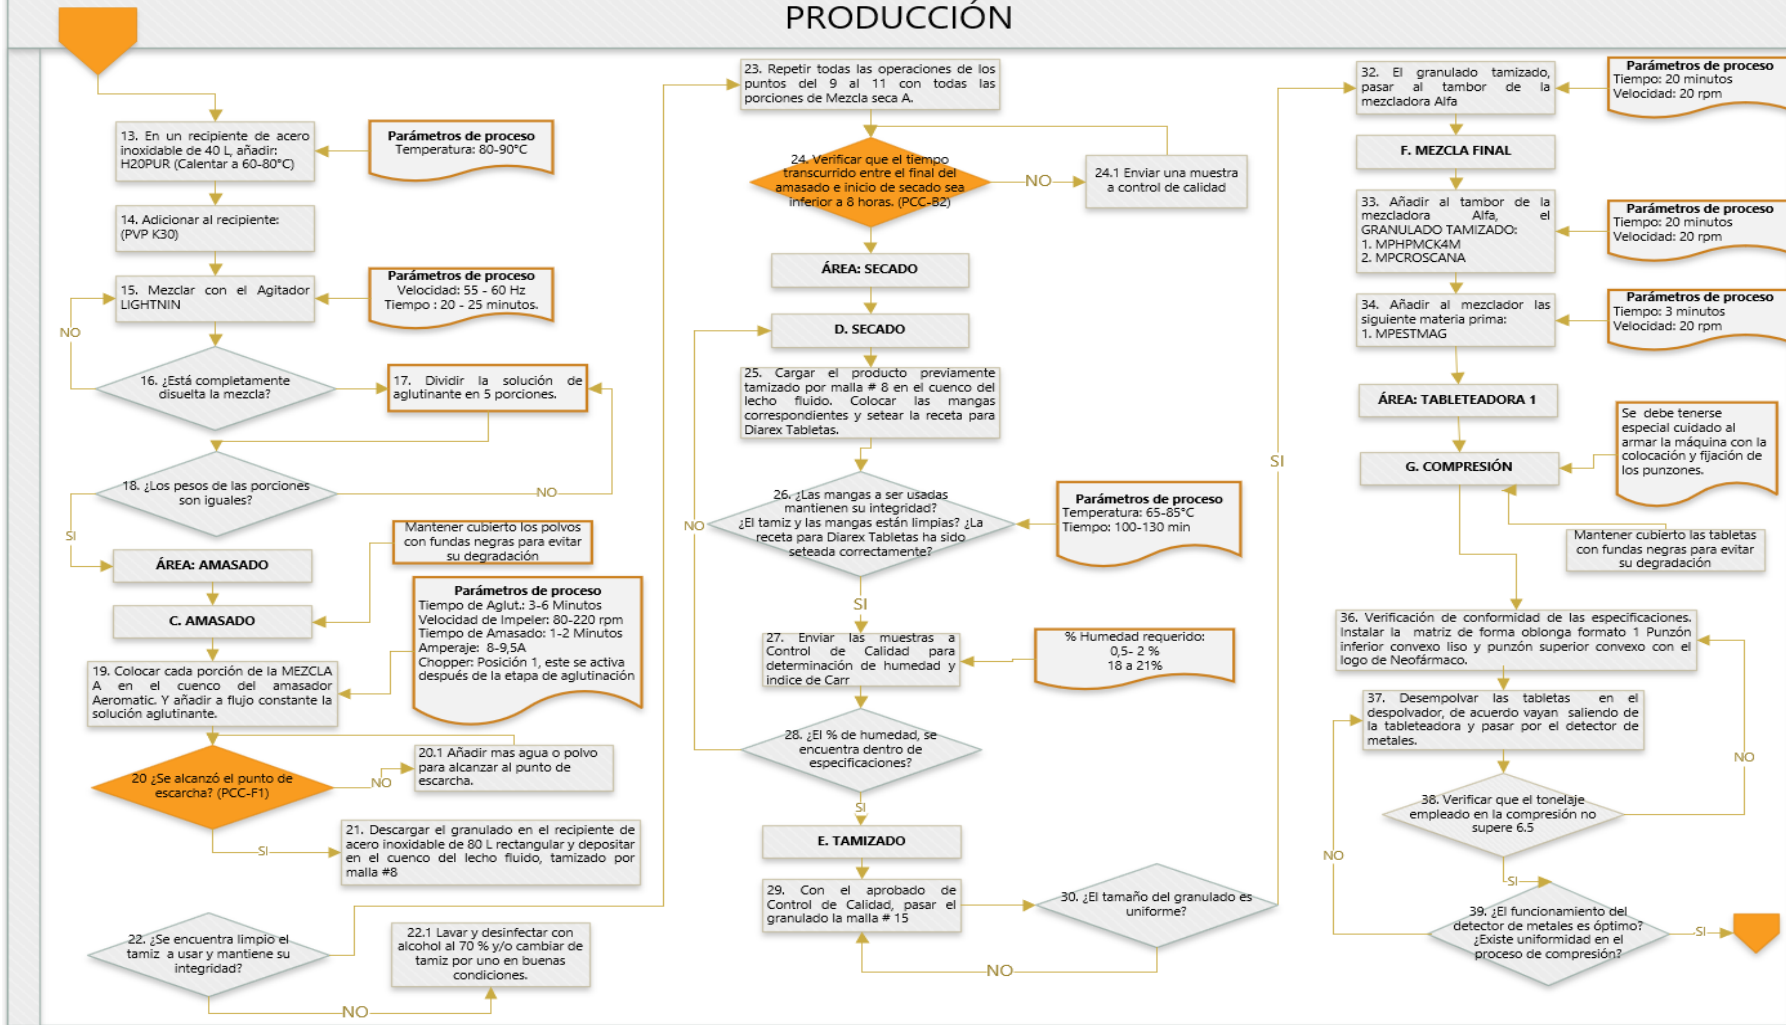 PRODUCCIÓN
13. En un recipiente de acero
inoxidable de 40 L, añadir:
H20PUR (Calentar a 60-80°C)
Parámetros de proceso
Temperatura: 80-90°C
14. Adicionar al recipiente:
(PVP K30)
15. Mezclar con el Agitador
LIGHTNIN
Parámetros de proceso
Velocidad: 55 - 60 Hz
Tiempo : 20 - 25 minutos.
NO
16. ¿Está completamente
disuelta la mezcla?
17. Dividir la solución de
aglutinante en 5 porciones.
18. ¿Los pesos de las porciones
son iguales?
NO
SI
Mantener cubierto los polvos
con fundas negras para evitar
su degradación
ÁREA: AMASADO
C. AMASADO
Parámetros de proceso
Tiempo de Aglut.: 3-6 Minutos
Velocidad de Impeler: 80-220 rpm
Tiempo de Amasado: 1-2 Minutos
Amperaje: 8-9,5A
Chopper: Posición 1, este se activa
después de la etapa de aglutinación
19. Colocar cada porción de la MEZCLA
A en el cuenco del amasador
Aeromatic. Y añadir a flujo constante la
solución aglutinante.
20 ¿Se alcanzó el punto de
escarcha? (PCC-F1)
NO
20.1 Añadir mas agua o polvo
para alcanzar al punto de
escarcha.
SI
21. Descargar el granulado en el recipiente de
acero inoxidable de 80 L rectangular y depositar
en el cuenco del lecho fluido, tamizado por
malla #8
22. ¿Se encuentra limpio el
tamiz a usar y mantiene su
integridad?
22.1 Lavar y desinfectar con
alcohol al 70 % y/o cambiar de
tamiz por uno en buenas
condiciones.
NO
23. Repetir todas las operaciones de los
puntos del 9 al 11 con todas las
porciones de Mezcla seca A.
24. Verificar que el tiempo
transcurrido entre el final del
amasado e inicio de secado sea
inferior a 8 horas. (PCC-B2)
NO
24.1 Enviar una muestra
a control de calidad
ÁREA: SECADO
D. SECADO
25. Cargar el producto previamente
tamizado por malla # 8 en el cuenco del
lecho fluido. Colocar las mangas
correspondientes y setear la receta para
Diarex Tabletas.
26. ¿Las mangas a ser usadas
mantienen su integridad?
¿El tamiz y las mangas están limpias? ¿La
receta para Diarex Tabletas ha sido
seteada correctamente?
NO
Parámetros de proceso
Temperatura: 65-85°C
Tiempo: 100-130 min
SI
27. Enviar las muestras a
Control de Calidad para
determinación de humedad y
indice de Carr
% Humedad requerido:
0,5- 2 %
18 a 21%
28. ¿El % de humedad, se
encuentra dentro de
especificaciones?
SI
E. TAMIZADO
29. Con el aprobado de
Control de Calidad, pasar el
granulado la malla # 15
30. ¿El tamaño del granulado es
uniforme?
NO
SI
32. El granulado tamizado,
pasar al tambor de la
mezcladora Alfa
Parámetros de proceso
Tiempo: 20 minutos
Velocidad: 20 rpm
F. MEZCLA FINAL
33. Añadir al tambor de la
mezcladora Alfa, el
GRANULADO TAMIZADO:
1. MPHPMCK4M
2. MPCROSCANA
Parámetros de proceso
Tiempo: 20 minutos
Velocidad: 20 rpm
34. Añadir al mezclador las
siguiente materia prima:
1. MPESTMAG
Parámetros de proceso
Tiempo: 3 minutos
Velocidad: 20 rpm
ÁREA: TABLETEADORA 1
G. COMPRESIÓN
Se debe tenerse
especial cuidado al
armar la máquina con la
colocación y fijación de
los punzones.
Mantener cubierto las tabletas
con fundas negras para evitar
su degradación
36. Verificación de conformidad de las especificaciones.
Instalar la matriz de forma oblonga formato 1 Punzón
inferior convexo liso y punzón superior convexo con el
logo de Neofármaco.
37. Desempolvar las tabletas en el
despolvador, de acuerdo vayan saliendo de
la tableteadora y pasar por el detector de
metales.
NO
38. Verificar que el tonelaje
empleado en la compresión no
supere 6.5
NO
SI
39. ¿El funcionamiento del
detector de metales es óptimo?
¿Existe uniformidad en el
proceso de compresión?
SI